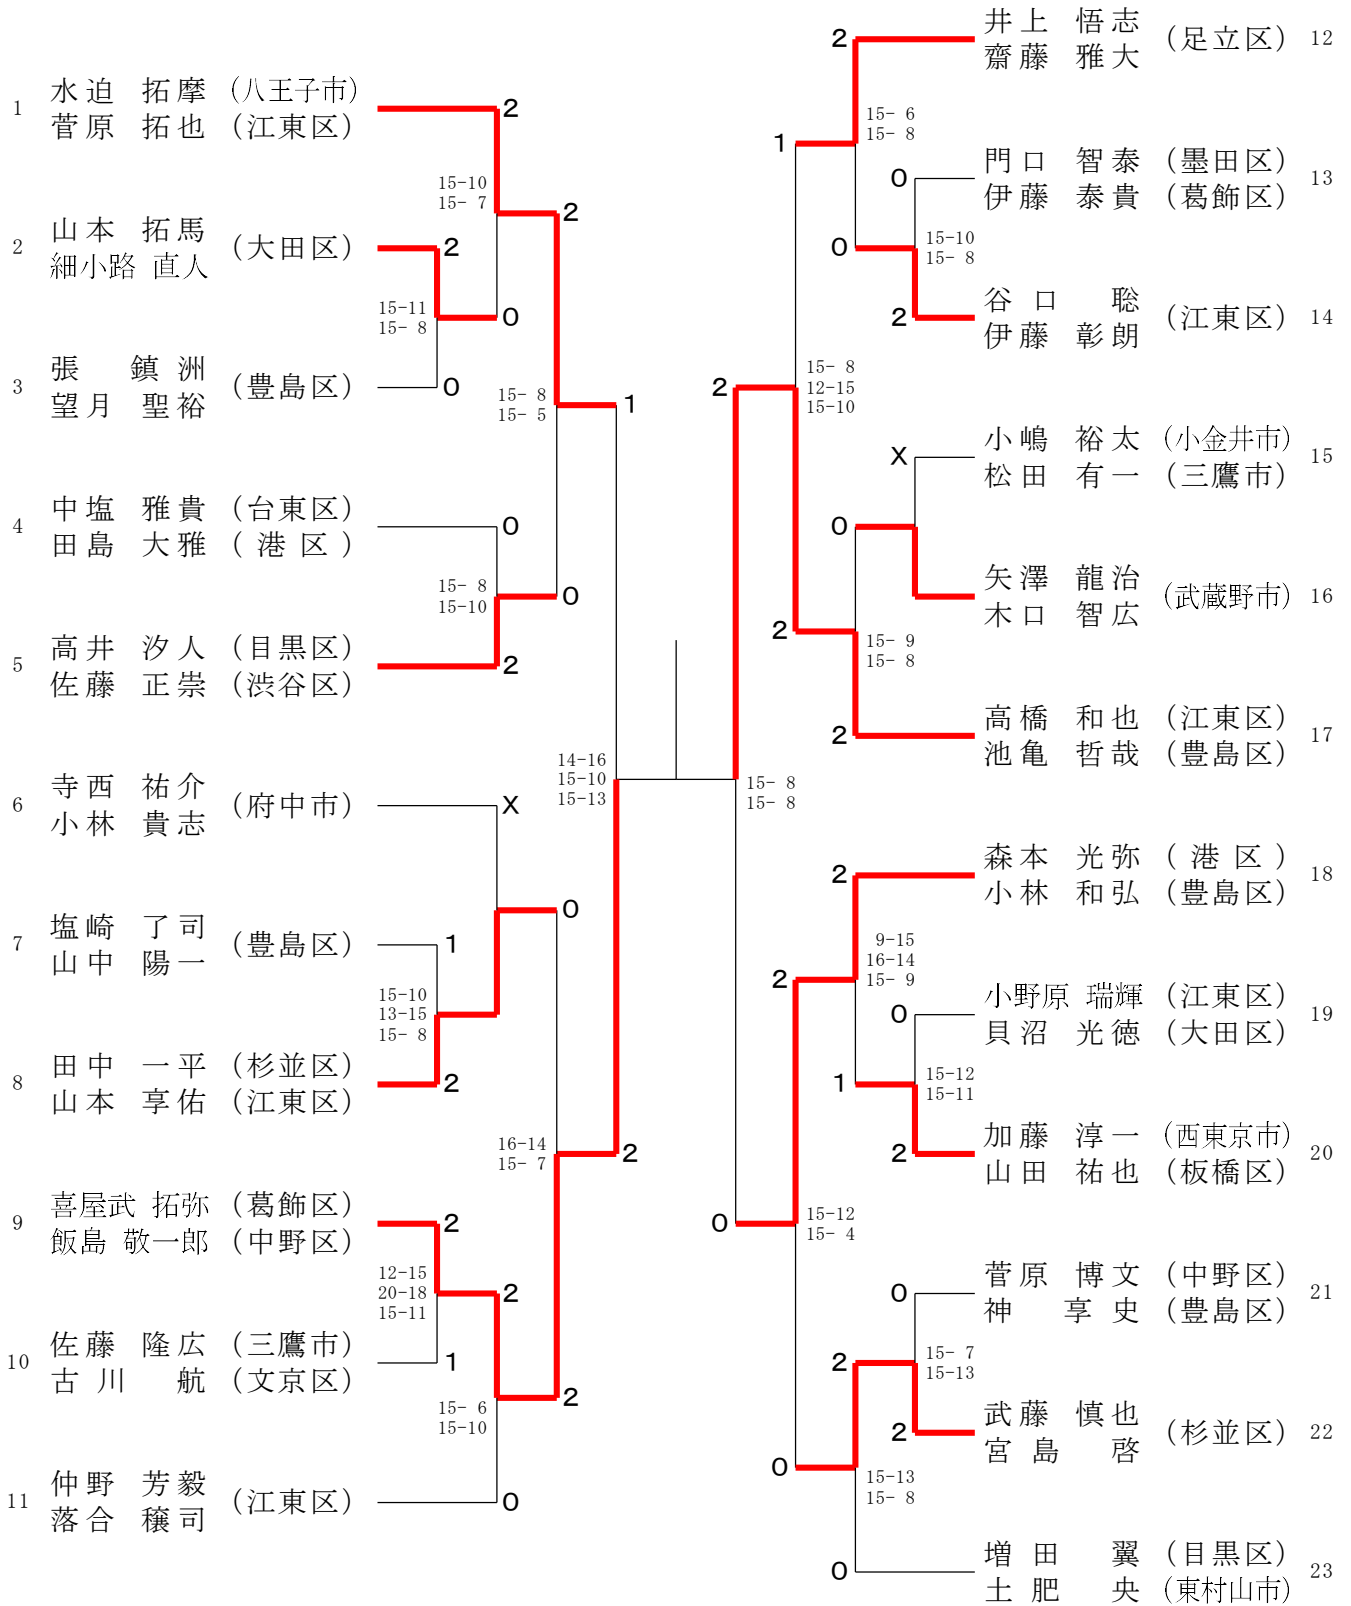 1 水迫 拓摩 (八王子市)
菅原 拓也 (江東区)
2
15-10
15- 7
2
2 山本 拓馬 (大田区)
細小路 直人
2
15-11
15- 8
0
3 張 鎮洲 (豊島区)
望月 聖裕
0
15- 8
15- 5
1
4 中塩 雅貴 (台東区)
田島 大雅 (港区)
0
15- 8
15-10
0
5 高井 汐人 (目黒区)
佐藤 正崇 (渋谷区)
2
14-16
15-10
15-13
6 寺西 祐介 (府中市)
小林 貴志
X
0
7 塩崎 了司 (豊島区)
山中 陽一
1
15-10
13-15
15- 8
8 田中 一平 (杉並区)
山本 享佑 (江東区)
2
16-14
15- 7
2
9 喜屋武 拓弥 (葛飾区)
飯島 敬一郎 (中野区)
2
12-15
20-18
15-11
2
10 佐藤 隆広 (三鷹市)
古川 航 (文京区)
1
2
15- 6
15-10
11 仲野 芳毅 (江東区)
落合 穣司
0
2 井上 悟志 (足立区) 12
齋藤 雅大
15- 6
15- 8
1
0 門口 智泰 (墨田区) 13
伊藤 泰貴 (葛飾区)
15-10
15- 8
0
2 谷口 聡 (江東区) 14
伊藤 彰朗
2
15- 8
12-15
15-10
X 小嶋 裕太 (小金井市) 15
松田 有一 (三鷹市)
0
矢澤 龍治 (武蔵野市) 16
木口 智広
2
15- 9
15- 8
2 高橋 和也 (江東区) 17
池亀 哲哉 (豊島区)
15- 8
15- 8
2 森本 光弥 (港区) 18
小林 和弘 (豊島区)
9-15
16-14
15- 9
2
0 小野原 瑞輝 (江東区) 19
貝沼 光徳 (大田区)
15-12
15-11
1
2 加藤 淳一 (西東京市) 20
山田 祐也 (板橋区)
0
15-12
15- 4
0 菅原 博文 (中野区) 21
神 享史 (豊島区)
15- 7
15-13
2
2 武藤 慎也 (杉並区) 22
宮島 啓
0
15-13
15- 8
0 増田 翼 (目黒区) 23
土肥 央 (東村山市)